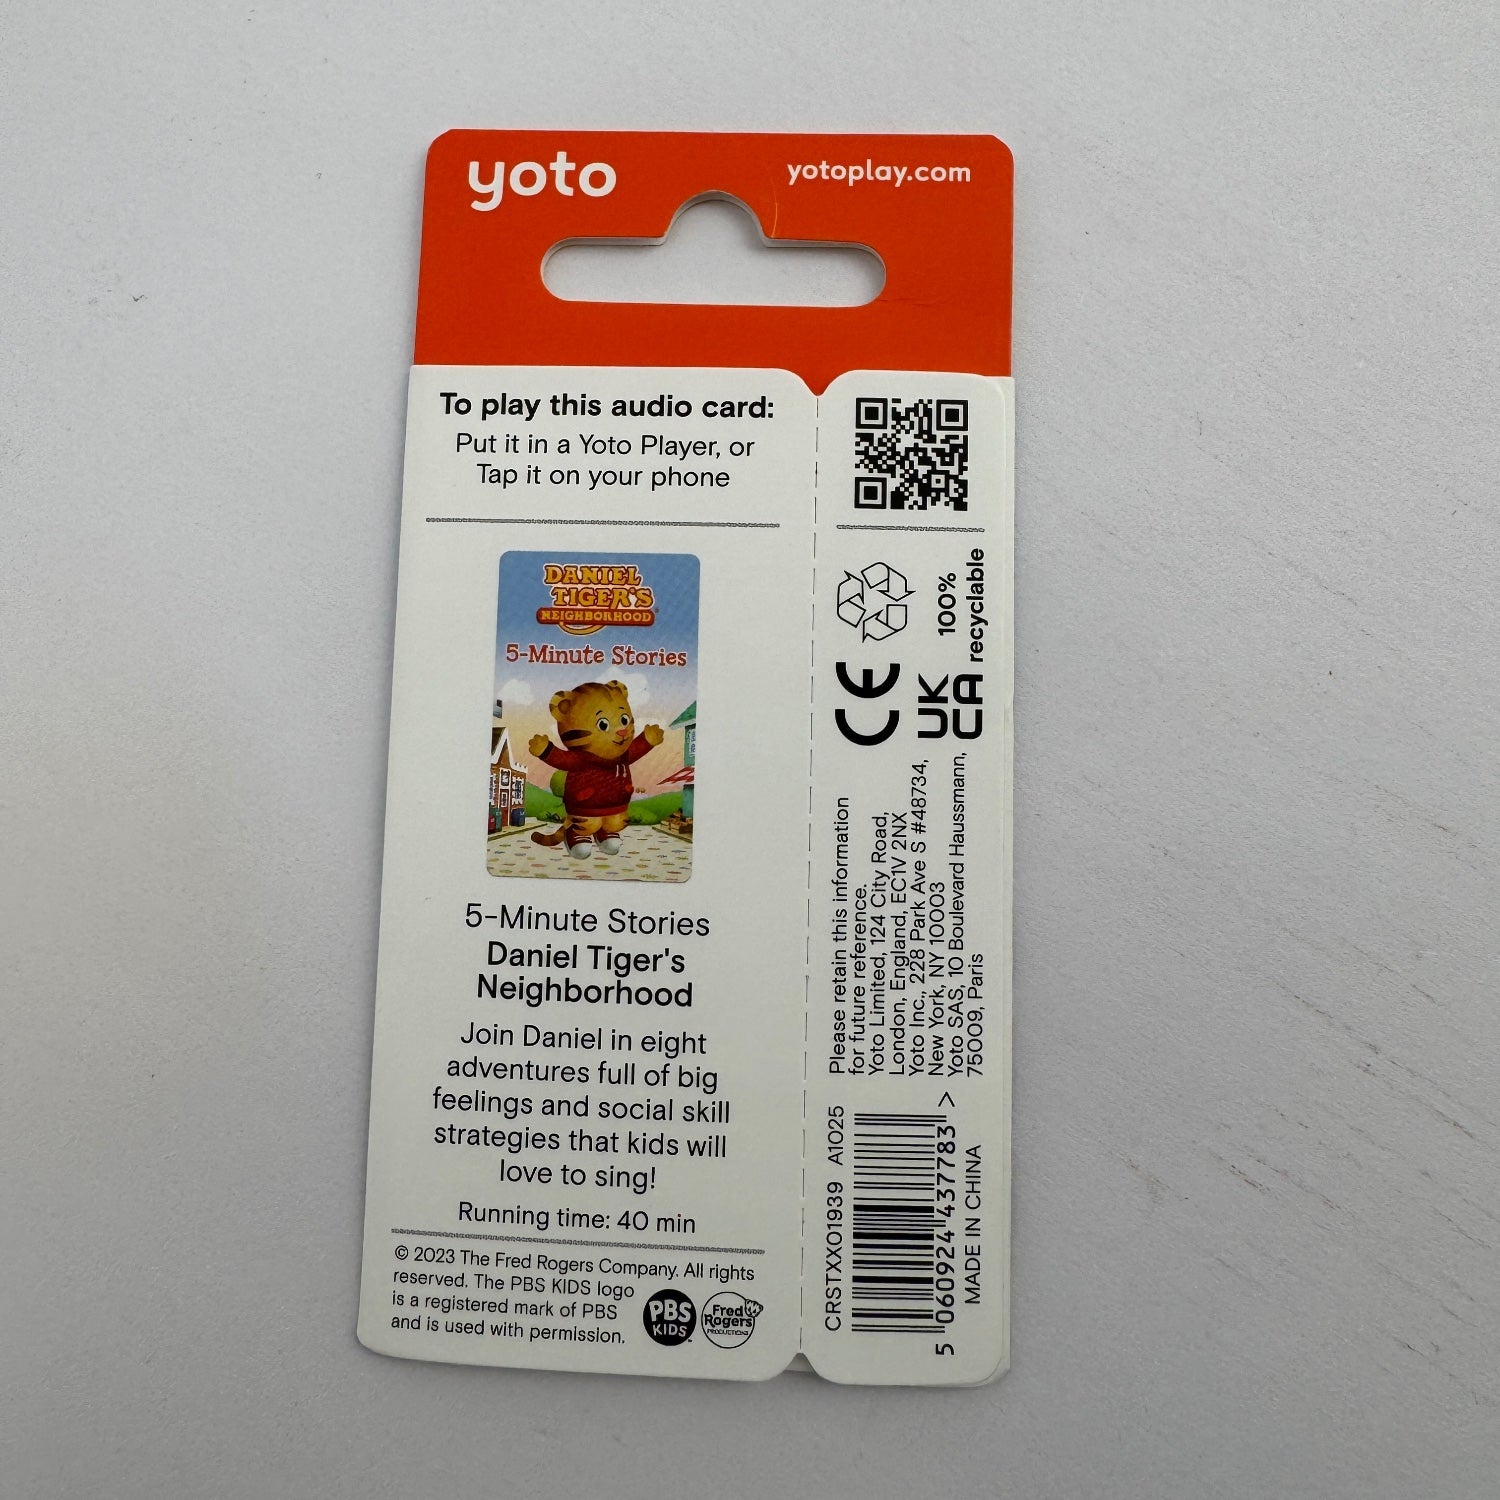 yoto
yotoplay.com
To play this audio card:
Put it in a Yoto Player, or
Tap it on your phone
DANIEL
TIGER'S
NEIGHBORHOOD
5-Minute Stories
5-Minute Stories
Daniel Tiger's
Neighborhood
Join Daniel in eight
adventures full of big
feelings and social skill
strategies that kids will
love to sing!
Running time: 40 min
© 2023 The Fred Rogers Company. All rights
reserved. The PBS KIDS logo
is a registered mark of PBS
and is used with permission.
PBS
KIDS
Fred
Rogers
PRODUCTIONS
100%
recyclable
CE
UK
CA
Please retain this information
for future reference.
Yoto Limited, 124 City Road,
London, England, EC1V 2NX
Yoto Inc., 228 Park Ave S #48734,
New York, NY 10003
Yoto SAS, 10 Boulevard Haussmann,
75009, Paris
CRSTXX01939 A1025
5 060924 437783 >
MADE IN CHINA